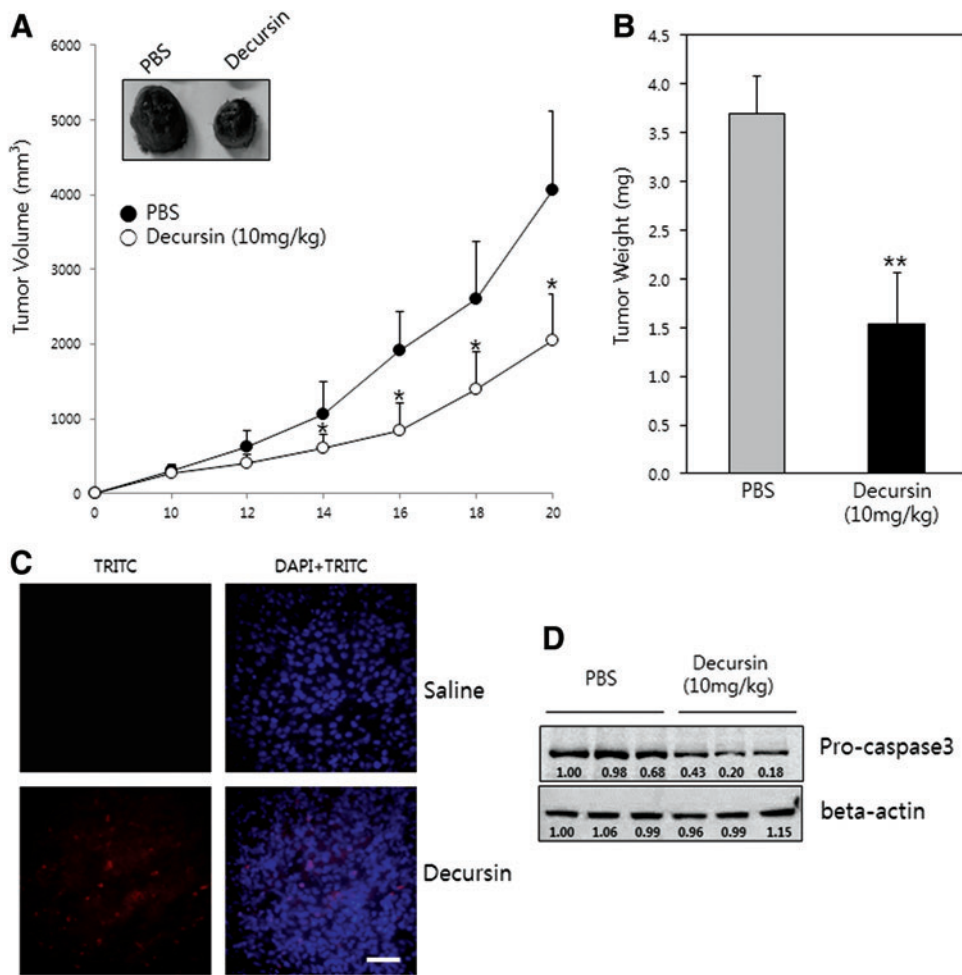 A
6000
5000
4000
3000
2000
1000
0
Tumor Volume (mm³)
PBS
Decursin
PBS
Decursin (10mg/kg)
*
*
*
*
0 10 12 14 16 18 20
B
4.5
4.0
3.5
3.0
2.5
2.0
1.5
1.0
0.5
0.0
Tumor Weight (mg)
**
PBS
Decursin
(10mg/kg)
C
TRITC
DAPI+TRITC
Saline
Decursin
D
PBS
Decursin
(10mg/kg)
Pro-caspase3
1.00 0.98 0.68 0.43 0.20 0.18
beta-actin
1.00 1.06 0.99 0.96 0.99 1.15